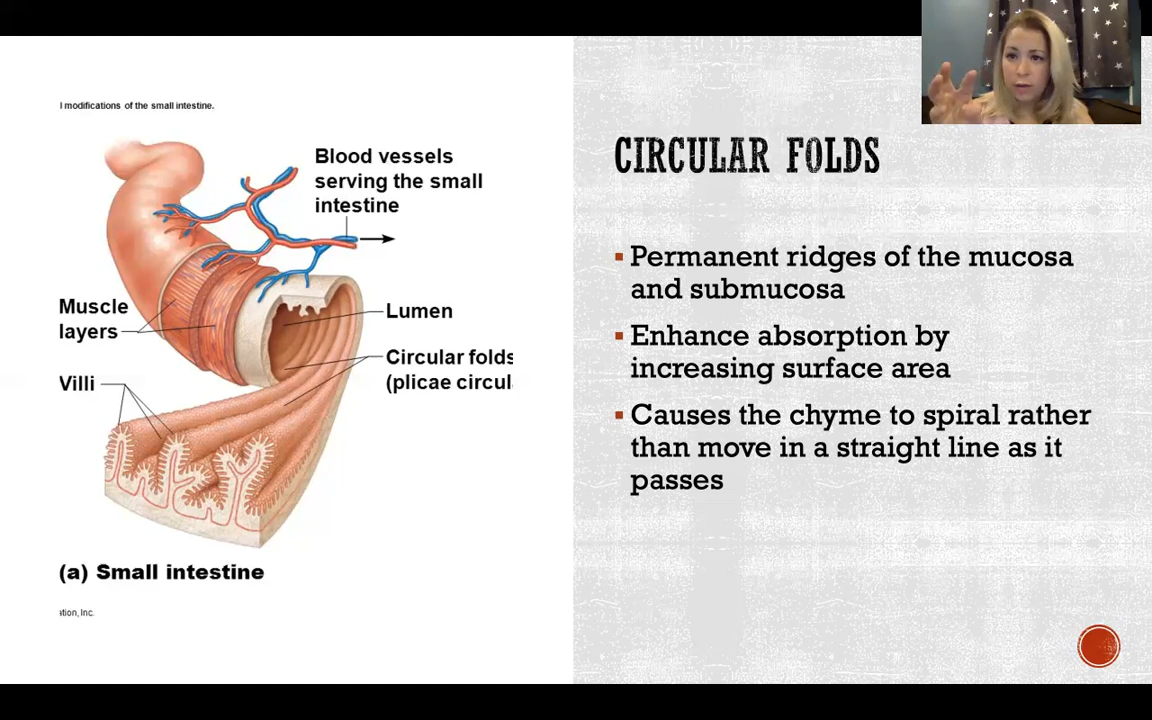 l modifications of the small intestine.
Blood vessels
serving the small
intestine
Muscle
layers
Lumen
Circular folds
(plicae circul
Villi
(a) Small intestine
ation, Inc.
CIRCULAR FOLDS
▪ Permanent ridges of the mucosa
and submucosa
▪ Enhance absorption by
increasing surface area
▪ Causes the chyme to spiral rather
than move in a straight line as it
passes